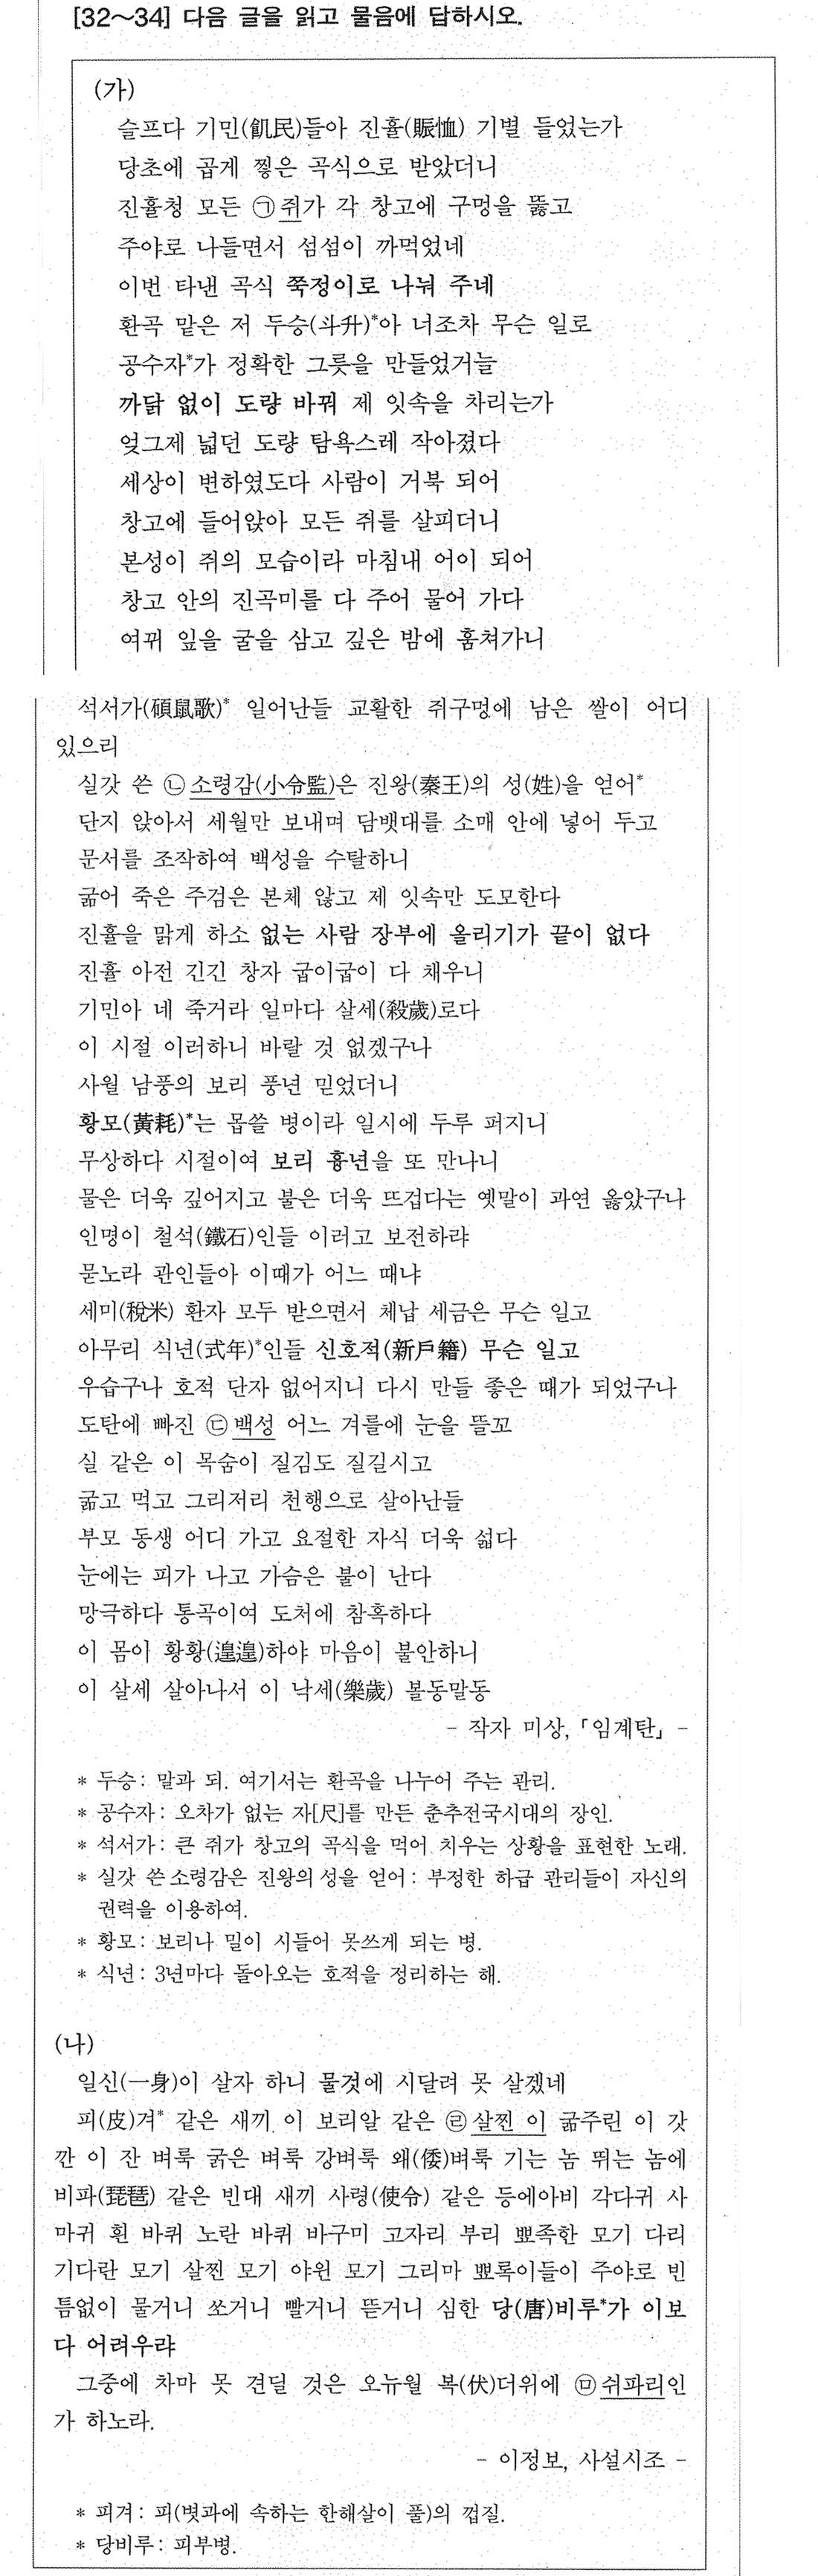 [32～34] 다음 글을 읽고 물음에 답하시오.
(가)
슬프다 기민(飢民)들아 진휼(賑恤) 기별 들었는가
당초에 곱게 찧은 곡식으로 받았더니
진휼청 모든 ㉠쥐가 각 창고에 구멍을 뚫고
주야로 나들면서 섬섬이 까먹었네
이번 타낸 곡식 쭉정이로 나눠 주네
환곡 맡은 저 두승(斗升)*아 너조차 무슨 일로
공수자*가 정확한 그릇을 만들었거늘
까닭 없이 도량 바꿔 제 잇속을 차리는가
엊그제 넓던 도량 탐욕스레 작아졌다
세상이 변하였도다 사람이 거북 되어
창고에 들어앉아 모든 쥐를 살피더니
본성이 쥐의 모습이라 마침내 어이 되어
창고 안의 진곡미를 다 주어 물어 가다
여뀌 잎을 굴을 삼고 깊은 밤에 훔쳐가니
석서가(碩鼠歌)* 일어난들 교활한 쥐구멍에 남은 쌀이 어디
있으리
실갓 쓴 ㉡소령감(小令監)은 진왕(秦王)의 성(姓)을 얻어*
단지 앉아서 세월만 보내며 담뱃대를 소매 안에 넣어 두고
문서를 조작하여 백성을 수탈하니
굶어 죽은 주검은 본체 않고 제 잇속만 도모한다
진휼을 맑게 하소 없는 사람 장부에 올리기가 끝이 없다
진휼 아전 긴긴 창자 굽이굽이 다 채우니
기민아 네 죽거라 일마다 살세(殺歲)로다
이 시절 이러하니 바랄 것 없겠구나
사월 남풍의 보리 풍년 믿었더니
황모(黃耗)*는 몹쓸 병이라 일시에 두루 퍼지니
무상하다 시절이여 보리 흉년을 또 만나니
물은 더욱 깊어지고 불은 더욱 뜨겁다는 옛말이 과연 옳았구나
인명이 철석(鐵石)인들 이러고 보전하랴
묻노라 관인들아 이때가 어느 때냐
세미(稅米) 환자 모두 받으면서 체납 세금은 무슨 일고
아무리 식년(式年)*인들 신호적(新戶籍) 무슨 일고
우습구나 호적 단자 없어지니 다시 만들 좋은 때가 되었구나
도탄에 빠진 ㉢백성 어느 겨를에 눈을 뜰꼬
실 같은 이 목숨이 질김도 질길시고
굶고 먹고 그리저리 천행으로 살아난들
부모 동생 어디 가고 요절한 자식 더욱 섧다
눈에는 피가 나고 가슴은 불이 난다
망극하다 통곡이여 도처에 참혹하다
이 몸이 황황(遑遑)하야 마음이 불안하니
이 살세 살아나서 이 낙세(樂歲) 볼동말동
- 작자 미상, 「임계탄」 -
* 두승: 말과 되. 여기서는 환곡을 나누어 주는 관리.
* 공수자: 오차가 없는 자[尺]를 만든 춘추전국시대의 장인.
* 석서가: 큰 쥐가 창고의 곡식을 먹어 치우는 상황을 표현한 노래.
* 실갓 쓴 소령감은 진왕의 성을 얻어: 부정한 하급 관리들이 자신의
권력을 이용하여.
* 황모: 보리나 밀이 시들어 못쓰게 되는 병.
* 식년: 3년마다 돌아오는 호적을 정리하는 해.
(나)
일신(一身)이 살자 하니 물것에 시달려 못 살겠네
피(皮)겨* 같은 새끼 이 보리알 같은 ㉣살찐 이 굶주린 이 갓
깐 이 잔 벼룩 굵은 벼룩 강벼룩 왜(倭)벼룩 기는 놈 뛰는 놈에
비파(琵琶) 같은 빈대 새끼 사령(使令) 같은 등에아비 각다귀 사
마귀 흰 바퀴 노란 바퀴 바구미 고자리 부리 뾰족한 모기 다리
기다란 모기 살찐 모기 야윈 모기 그리마 뾰록이들이 주야로 빈
틈없이 물거니 쏘거니 빨거니 뜯거니 심한 당(唐)비루*가 이보
다 어려우랴
그중에 차마 못 견딜 것은 오뉴월 복(伏)더위에 ㉤쉬파리인
가 하노라.
- 이정보, 사설시조 -
* 피겨: 피(볏과에 속하는 한해살이 풀)의 껍질.
* 당비루: 피부병.